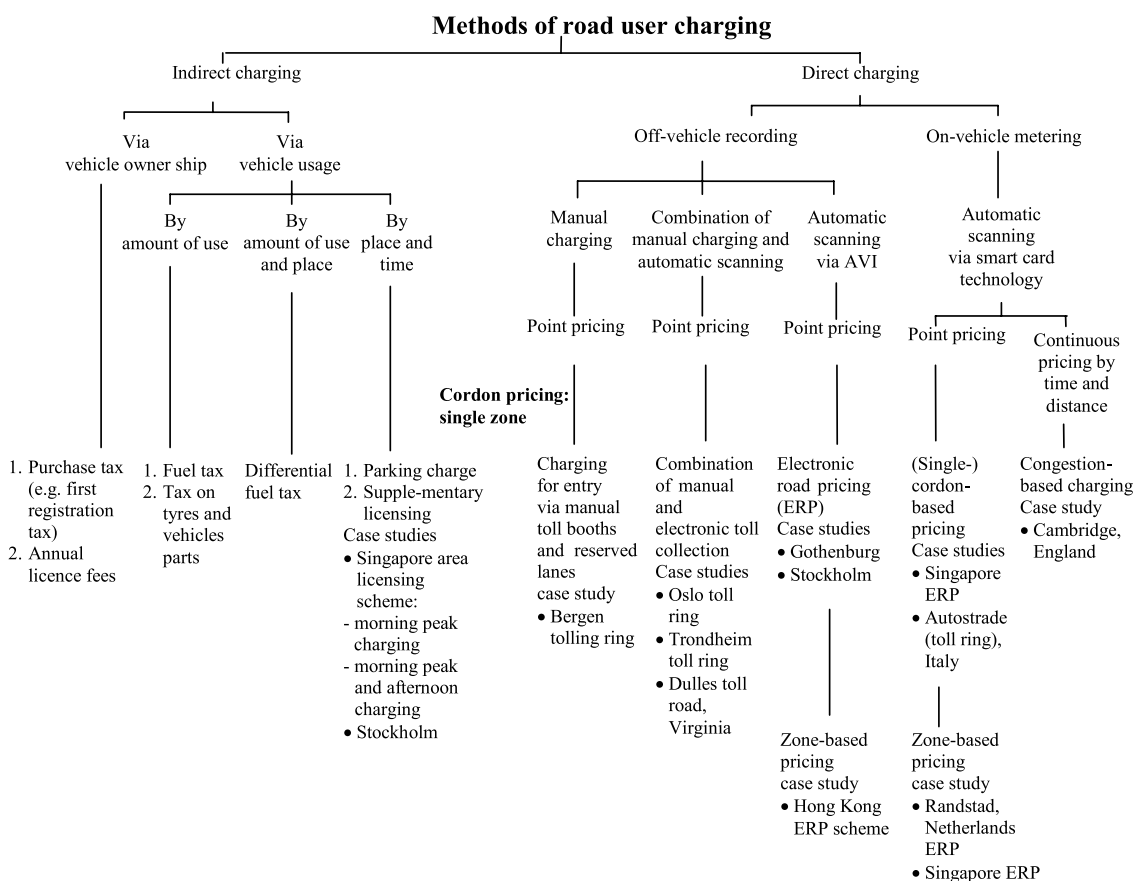 Methods of road user charging
Indirect charging
Direct charging
Via
vehicle owner ship
Via
vehicle usage
Off-vehicle recording
On-vehicle metering
By
amount of use
By
amount of use
and place
By
place and
time
Manual
charging
Combination of
manual charging and
automatic scanning
Automatic
scanning
via AVI
Automatic
scanning
via smart card
technology
Point pricing
Point pricing
Point pricing
Point pricing
Continuous
pricing by
time and
distance
Cordon pricing:
single zone
1. Purchase tax
(e.g. first
registration
tax)
2. Annual
licence fees
1. Fuel tax
2. Tax on
tyres and
vehicles
parts
Differential
fuel tax
1. Parking charge
2. Supple-mentary
licensing
Case studies
• Singapore area
licensing
scheme:
- morning peak
charging
- morning peak
and afternoon
charging
• Stockholm
Charging
for entry
via manual
toll booths
and reserved
lanes
case study
• Bergen
tolling ring
Combination
of manual
and
electronic toll
collection
Case studies
• Oslo toll
ring
• Trondheim
toll ring
• Dulles toll
road,
Virginia
Electronic
road pricing
(ERP)
Case studies
• Gothenburg
• Stockholm
Zone-based
pricing
case study
• Hong Kong
ERP scheme
(Single-)
cordon-
based
pricing
Case studies
• Singapore
ERP
• Autostrade
(toll ring),
Italy
Zone-based
pricing
case study
• Randstad,
Netherlands
ERP
• Singapore ERP
Congestion-
based charging
Case study
• Cambridge,
England